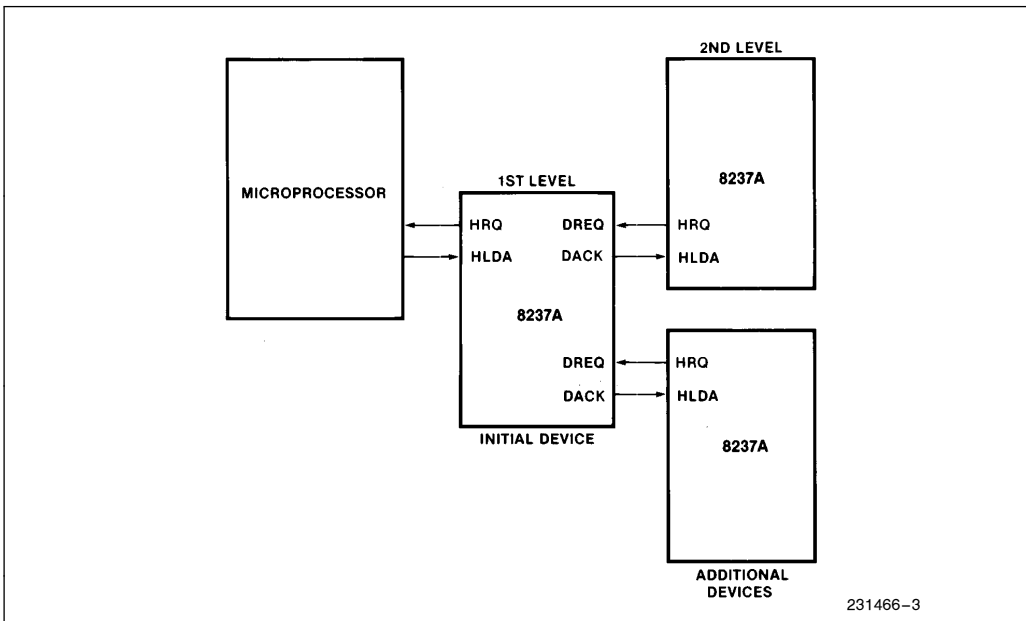 2ND LEVEL
8237A
HRQ
HLDA
MICROPROCESSOR
1ST LEVEL
HRQ DREQ
HLDA DACK
8237A
DREQ
DACK
INITIAL DEVICE
HRQ
HLDA
8237A
ADDITIONAL
DEVICES
231466–3